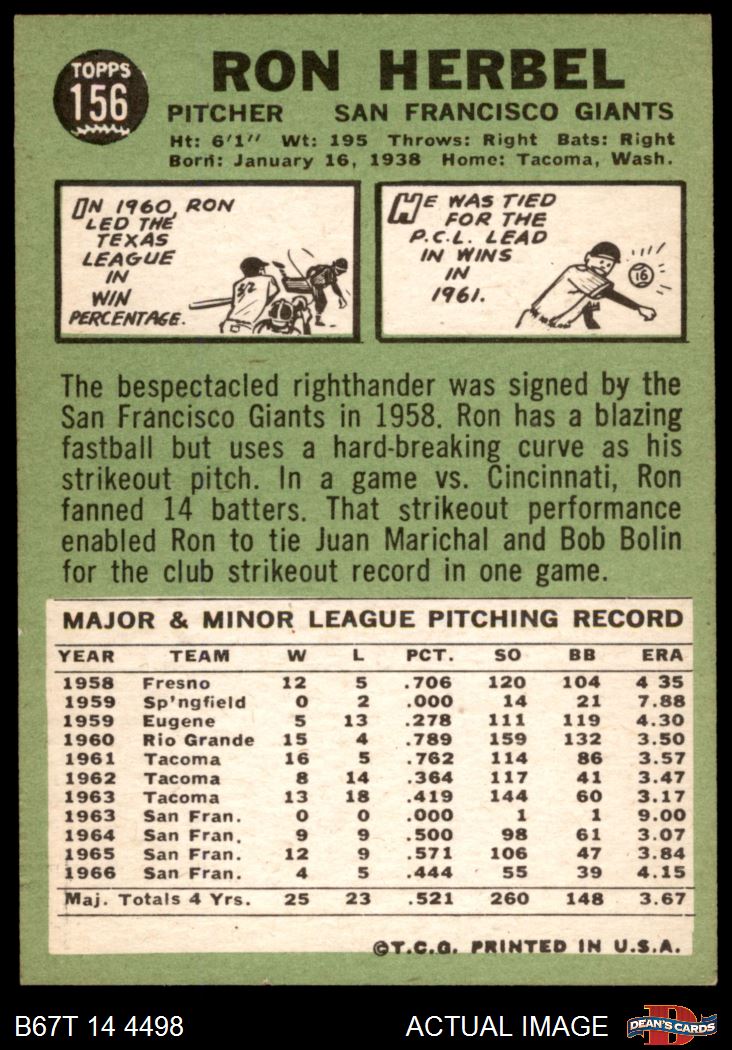 TOPPS
156
RON HERBEL
PITCHER SAN FRANCISCO GIANTS
Ht: 6'1" Wt: 195 Throws: Right Bats: Right
Born: January 16, 1938 Home: Tacoma, Wash.
IN 1960, RON
LED THE
TEXAS
LEAGUE
IN
WIN
PERCENTAGE.
1/2
HE WAS TIED
FOR THE
P.C.L. LEAD
IN WINS
IN
1961.
16
The bespectacled righthander was signed by the
San Francisco Giants in 1958. Ron has a blazing
fastball but uses a hard-breaking curve as his
strikeout pitch. In a game vs. Cincinnati, Ron
fanned 14 batters. That strikeout performance
enabled Ron to tie Juan Marichal and Bob Bolin
for the club strikeout record in one game.
MAJOR & MINOR LEAGUE PITCHING RECORD
YEAR TEAM W L PCT. SO BB ERA
1958 Fresno 12 5 .706 120 104 4 35
1959 Sp'ngfield 0 2 .000 14 21 7.88
1959 Eugene 5 13 .278 111 119 4.30
1960 Rio Grande 15 4 .789 159 132 3.50
1961 Tacoma 16 5 .762 114 86 3.57
1962 Tacoma 8 14 .364 117 41 3.47
1963 Tacoma 13 18 .419 144 60 3.17
1963 San Fran. 0 0 .000 1 1 9.00
1964 San Fran. 9 9 .500 98 61 3.07
1965 San Fran. 12 9 .571 106 47 3.84
1966 San Fran. 4 5 .444 55 39 4.15
Maj. Totals 4 Yrs. 25 23 .521 260 148 3.67
©T.C.G. PRINTED IN U.S.A.
B67T 14 4498 ACTUAL IMAGE
D
DEAN'S CARDS